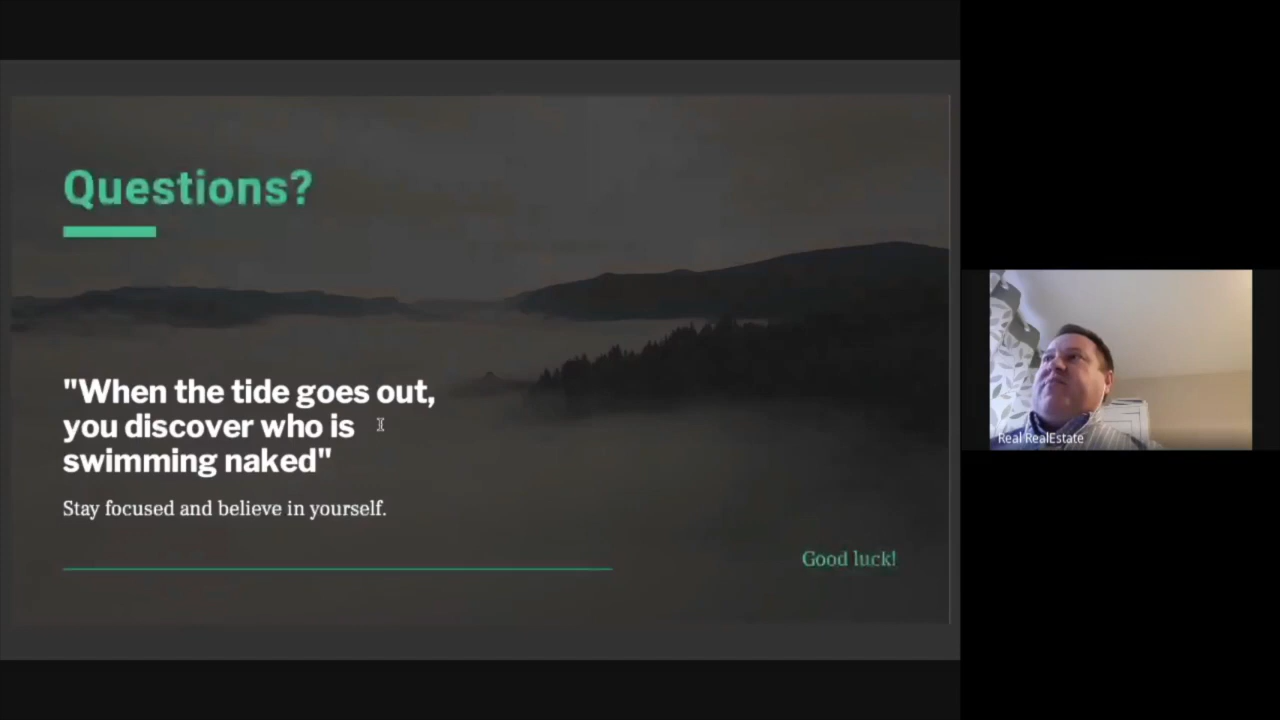 Questions?
"When the tide goes out,
you discover who is
swimming naked"
Stay focused and believe in yourself.
Good luck!
Real RealEstate